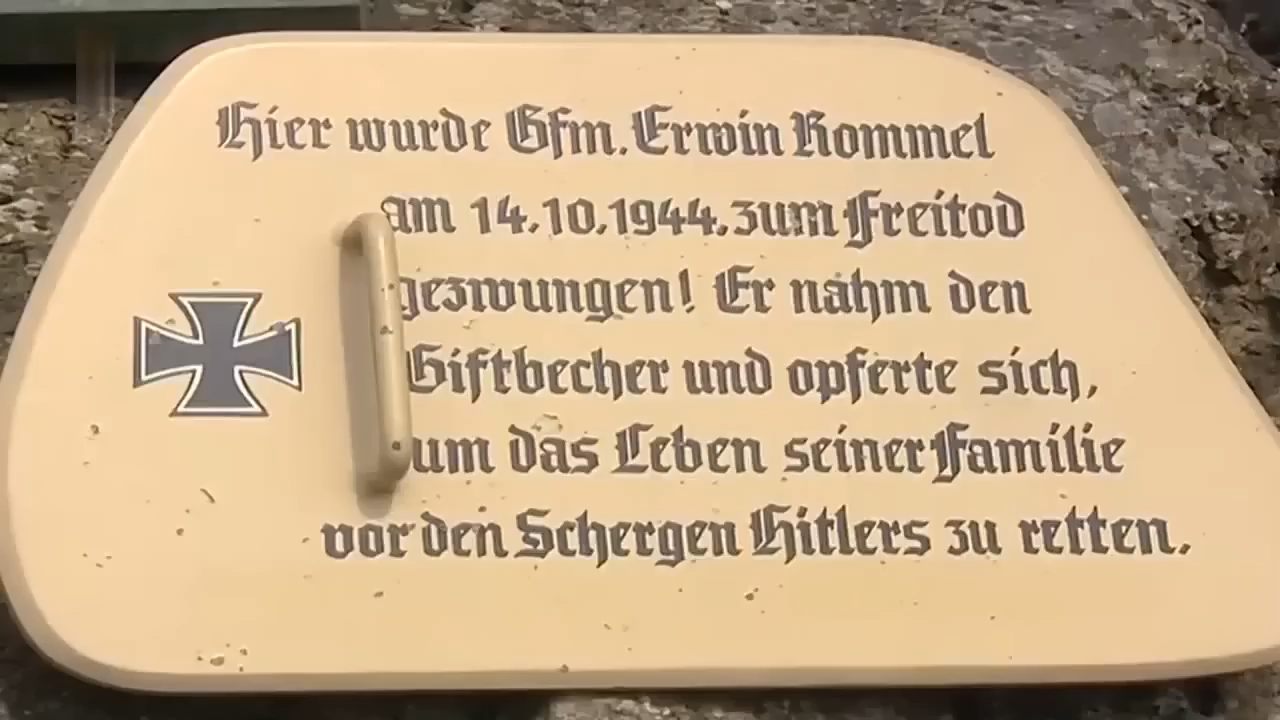 Hier wurde Gfm. Erwin Rommel
am 14.10.1944. zum Freitod
gezwungen! Er nahm den
Giftbecher und opferte sich,
um das Leben seiner Familie
vor den Schergen Hitlers zu retten.